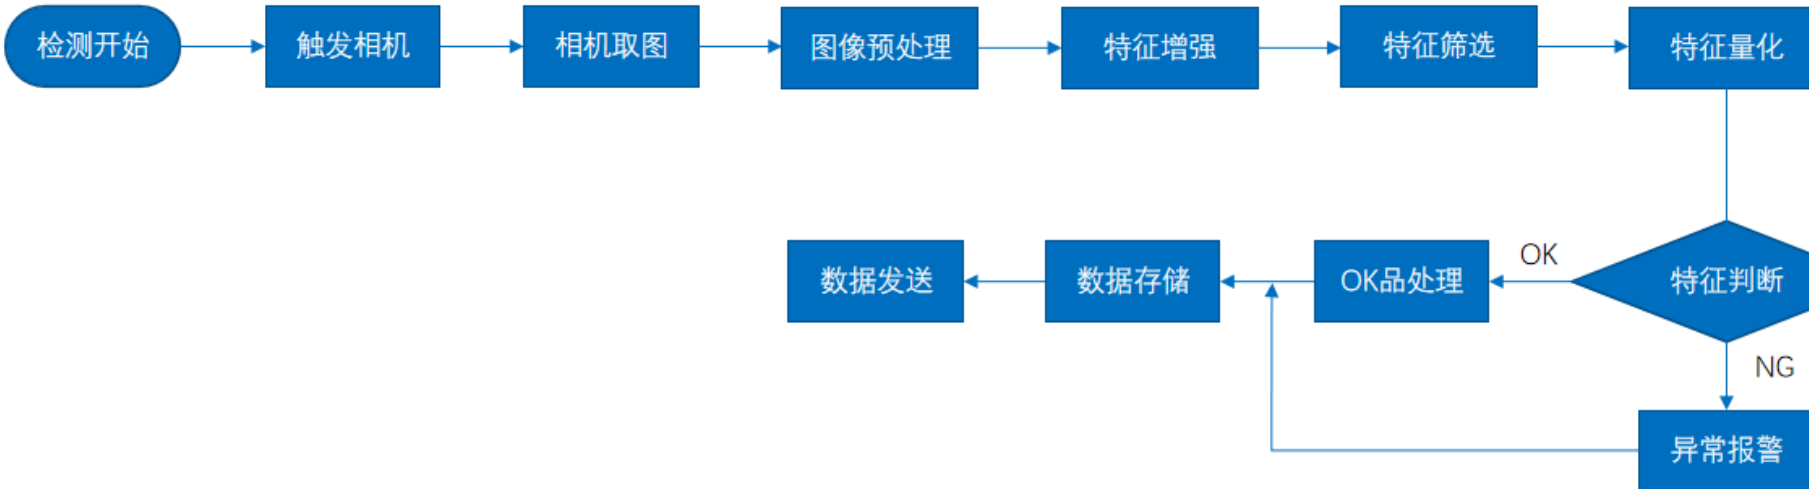 检测开始
触发相机
相机取图
图像预处理
特征增强
特征筛选
特征量化
特征判断
OK
OK品处理
数据存储
数据发送
NG
异常报警